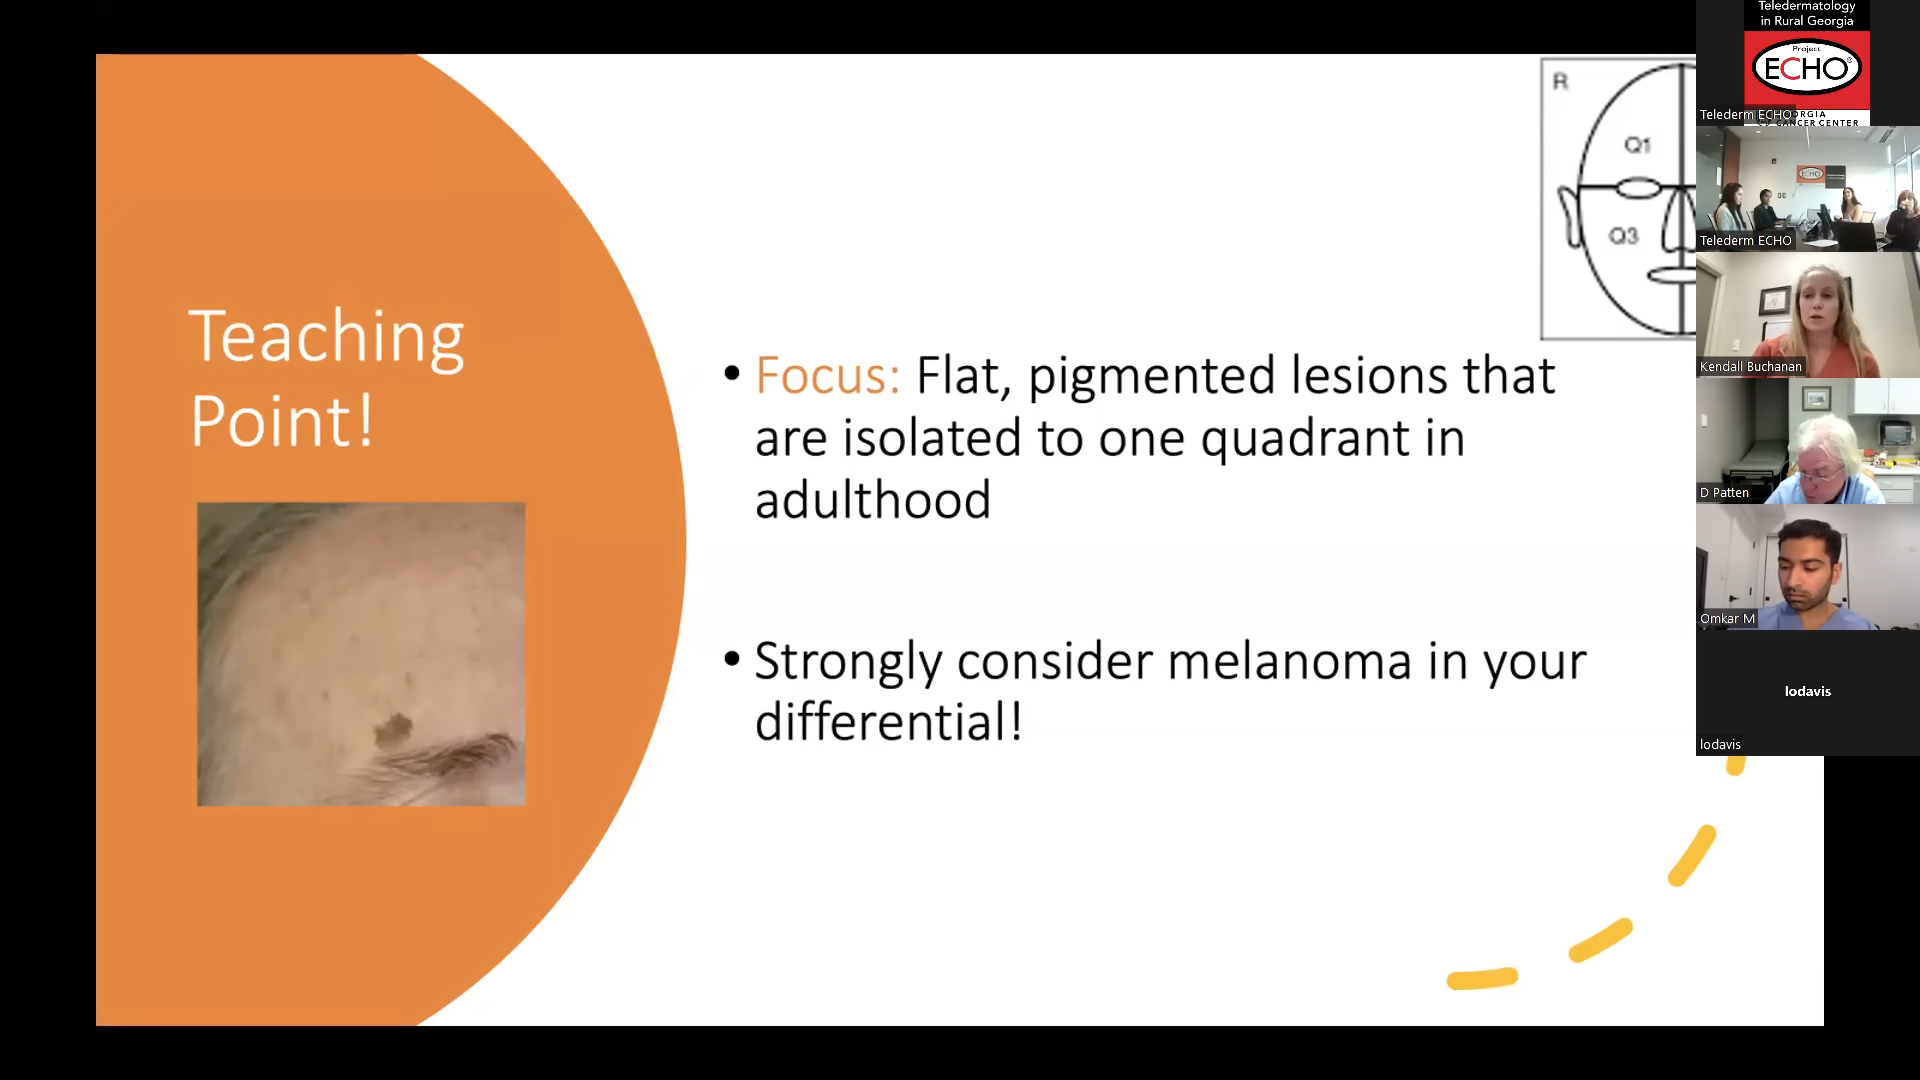 Teaching
Point!
• Focus: Flat, pigmented lesions that
are isolated to one quadrant in
adulthood
• Strongly consider melanoma in your
differential!
R
Q1
Q3
Teledermatology
in Rural Georgia
Project
ECHO®
CANCER CENTER
Telederm ECHO
ECHO
Telederm ECHO
Kendall Buchanan
D Patten
Omkar M
lodavis
lodavis